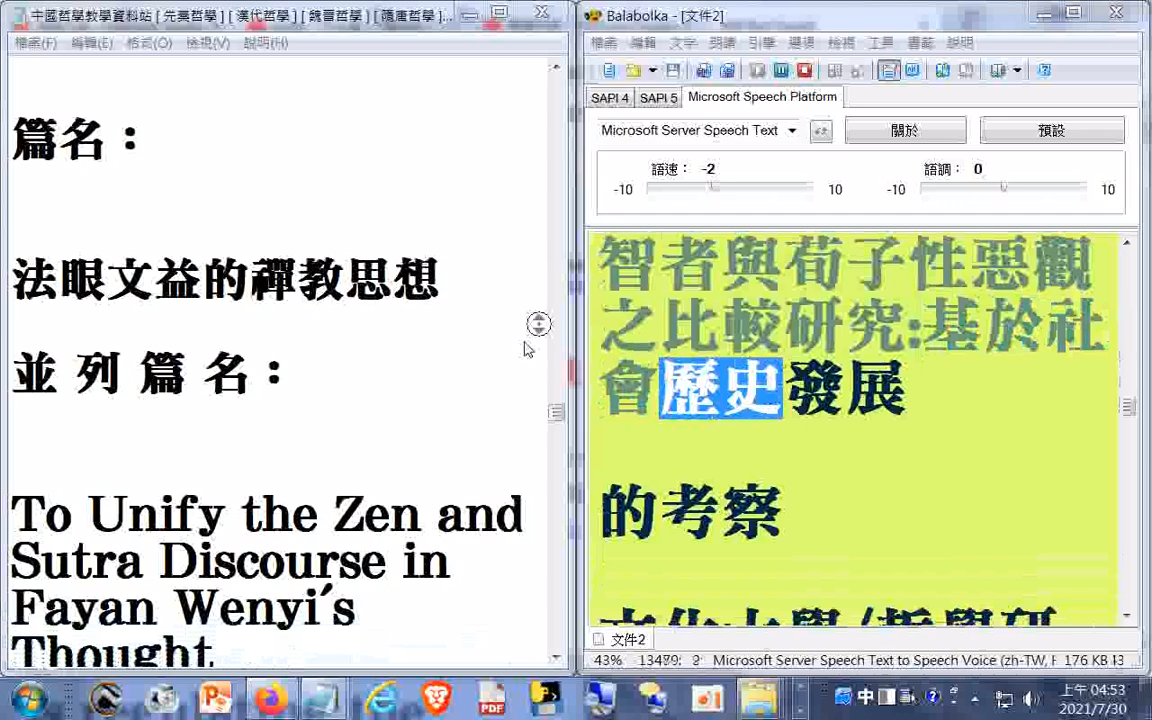 中國哲學教學資料站 [ 先秦哲學 ] [ 漢代哲學 ] [ 魏晉哲學 ] [ 隋唐哲學 ]...
檔案(F) 編輯(E) 格式(O) 檢視(V) 說明(H)
篇名：
法眼文益的禪教思想
並 列 篇 名：
To Unify the Zen and
Sutra Discourse in
Fayan Wenyi's
Thought
Balabolka - [文件2]
檔案 編輯 文字 朗讀 引擎 選項 檢視 工具 書籤 說明
SAPI 4 SAPI 5 Microsoft Speech Platform
Microsoft Server Speech Text 關於 預設
語速： -2 語調： 0
-10 10 -10 10
智者與荀子性惡觀
之比較研究:基於社
會歷史發展
的考察
文化大學/哲學研
文件2
43% Microsoft Server Speech Text to Speech Voice (zh-TW, 176 KB
中
上午 04:53
2021/7/30